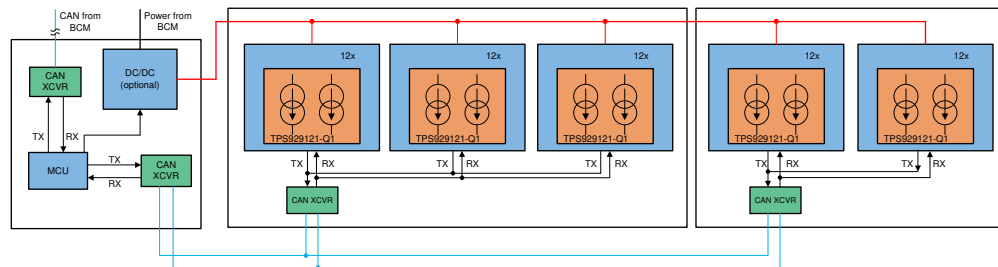 CAN from
BCM
Power from
BCM
CAN
XCVR
DC/DC
(optional)
TX
RX
MCU
TX
RX
CAN
XCVR
12x
TPS929121-Q1
12x
TPS929121-Q1
12x
TPS929121-Q1
TX
RX
TX
RX
TX
RX
CAN XCVR
12x
TPS929121-Q1
12x
TPS929121-Q1
TX
RX
TX
RX
CAN XCVR